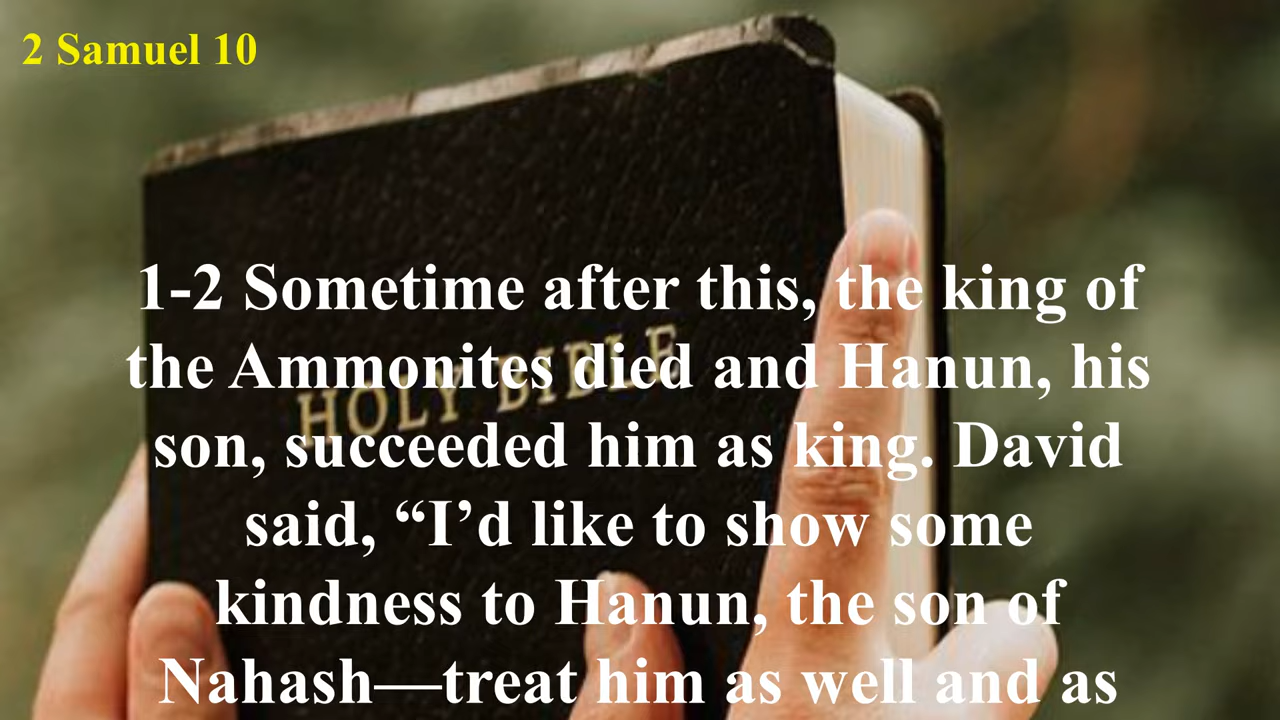 2 Samuel 10
1-2 Sometime after this, the king of
the Ammonites died and Hanun, his
HOLY BIBLE
son, succeeded him as king. David
said, “I’d like to show some
kindness to Hanun, the son of
Nahash—treat him as well and as